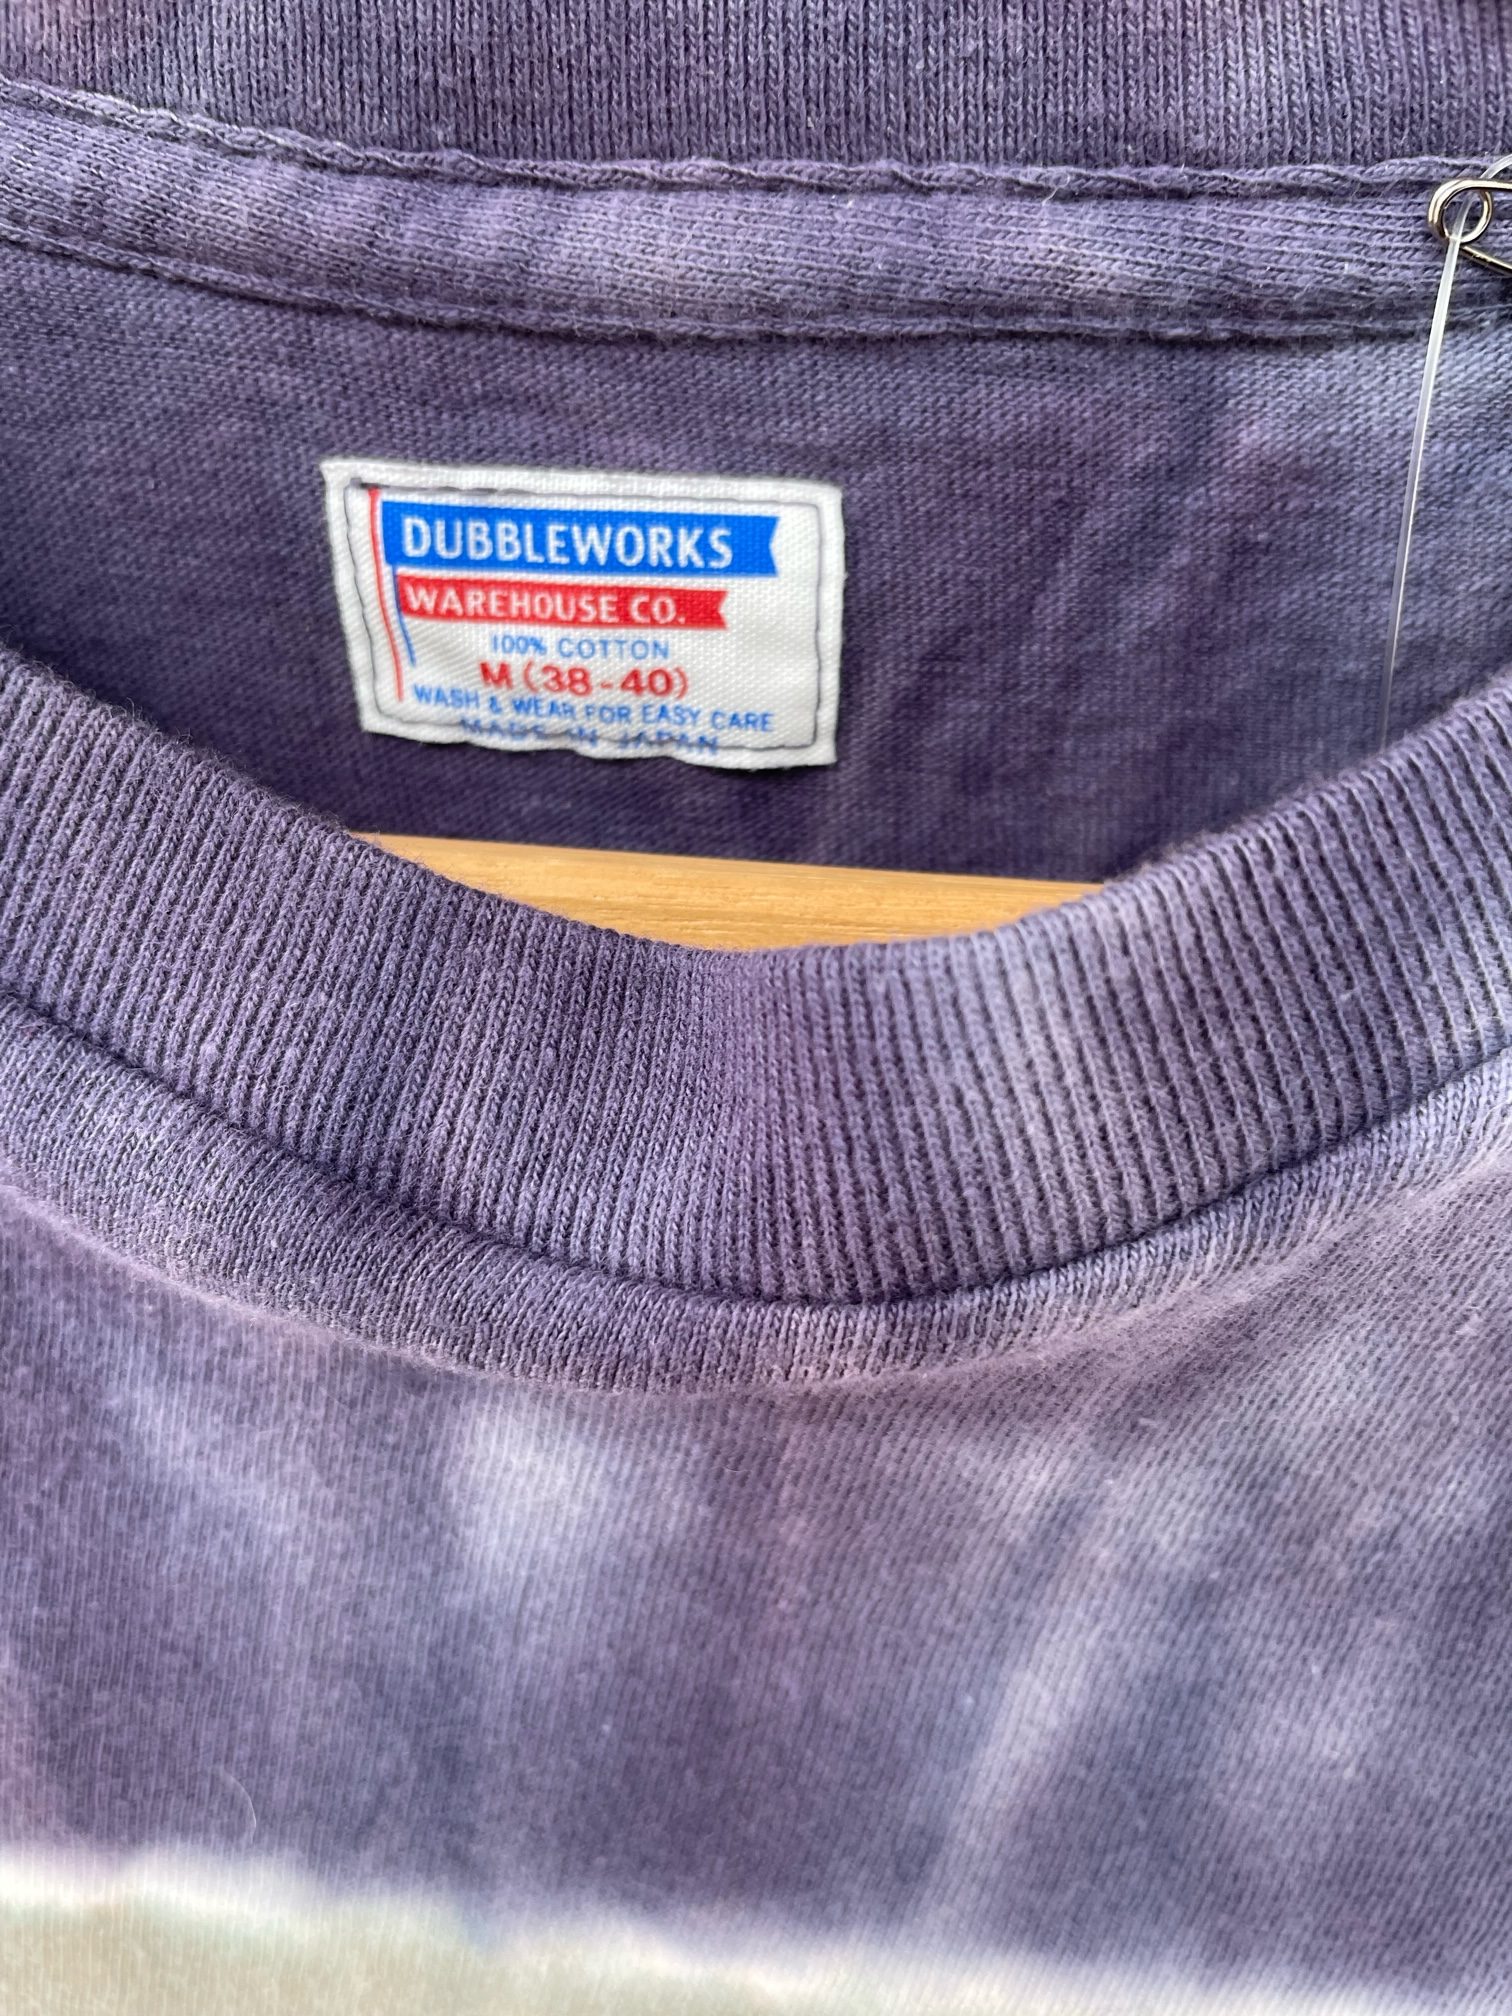 DUBBLEWORKS
WAREHOUSE CO.
100% COTTON
M (38-40)
WASH & WEAR FOR EASY CARE
MADE IN JAPAN